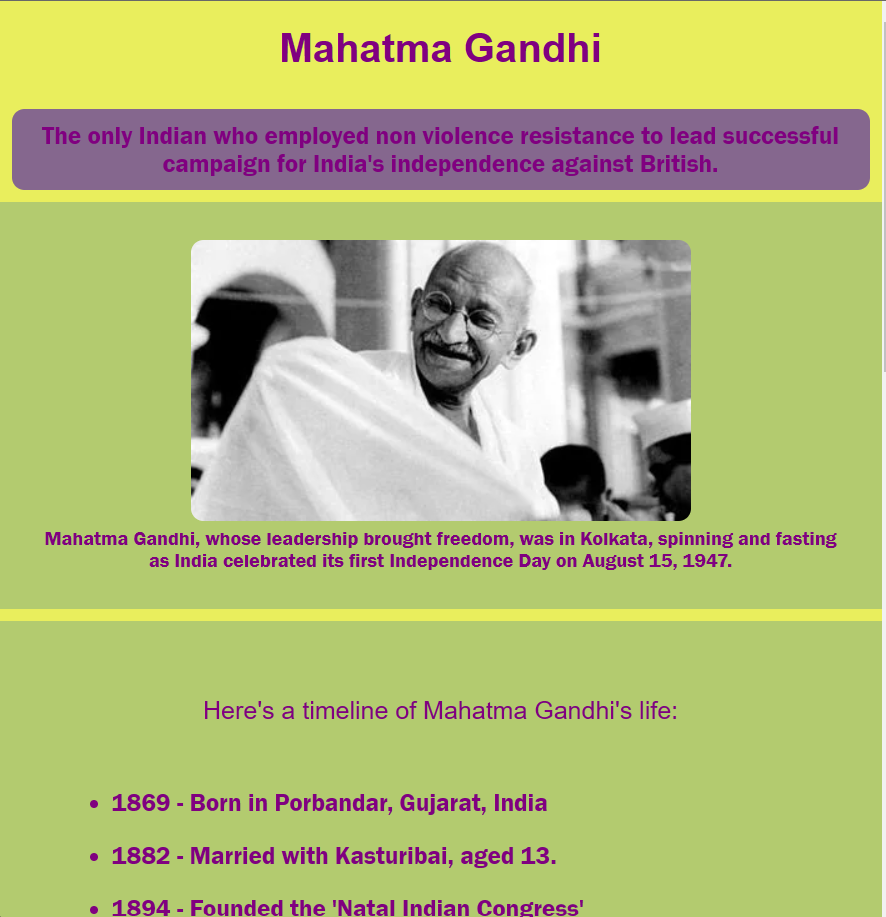 Mahatma Gandhi
The only Indian who employed non violence resistance to lead successful
campaign for India's independence against British.
Mahatma Gandhi, whose leadership brought freedom, was in Kolkata, spinning and fasting
as India celebrated its first Independence Day on August 15, 1947.
Here's a timeline of Mahatma Gandhi's life:
• 1869 - Born in Porbandar, Gujarat, India
• 1882 - Married with Kasturibai, aged 13.
• 1894 - Founded the 'Natal Indian Congress'